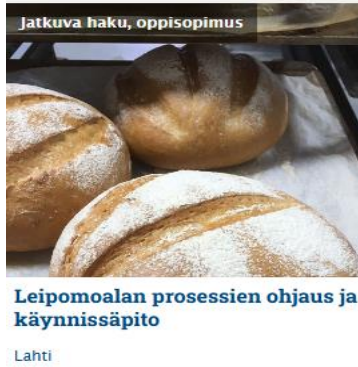 Jatkuva haku, oppisopimus
Leipomoalan prosessien ohjaus ja
käynnissäpito
Lahti